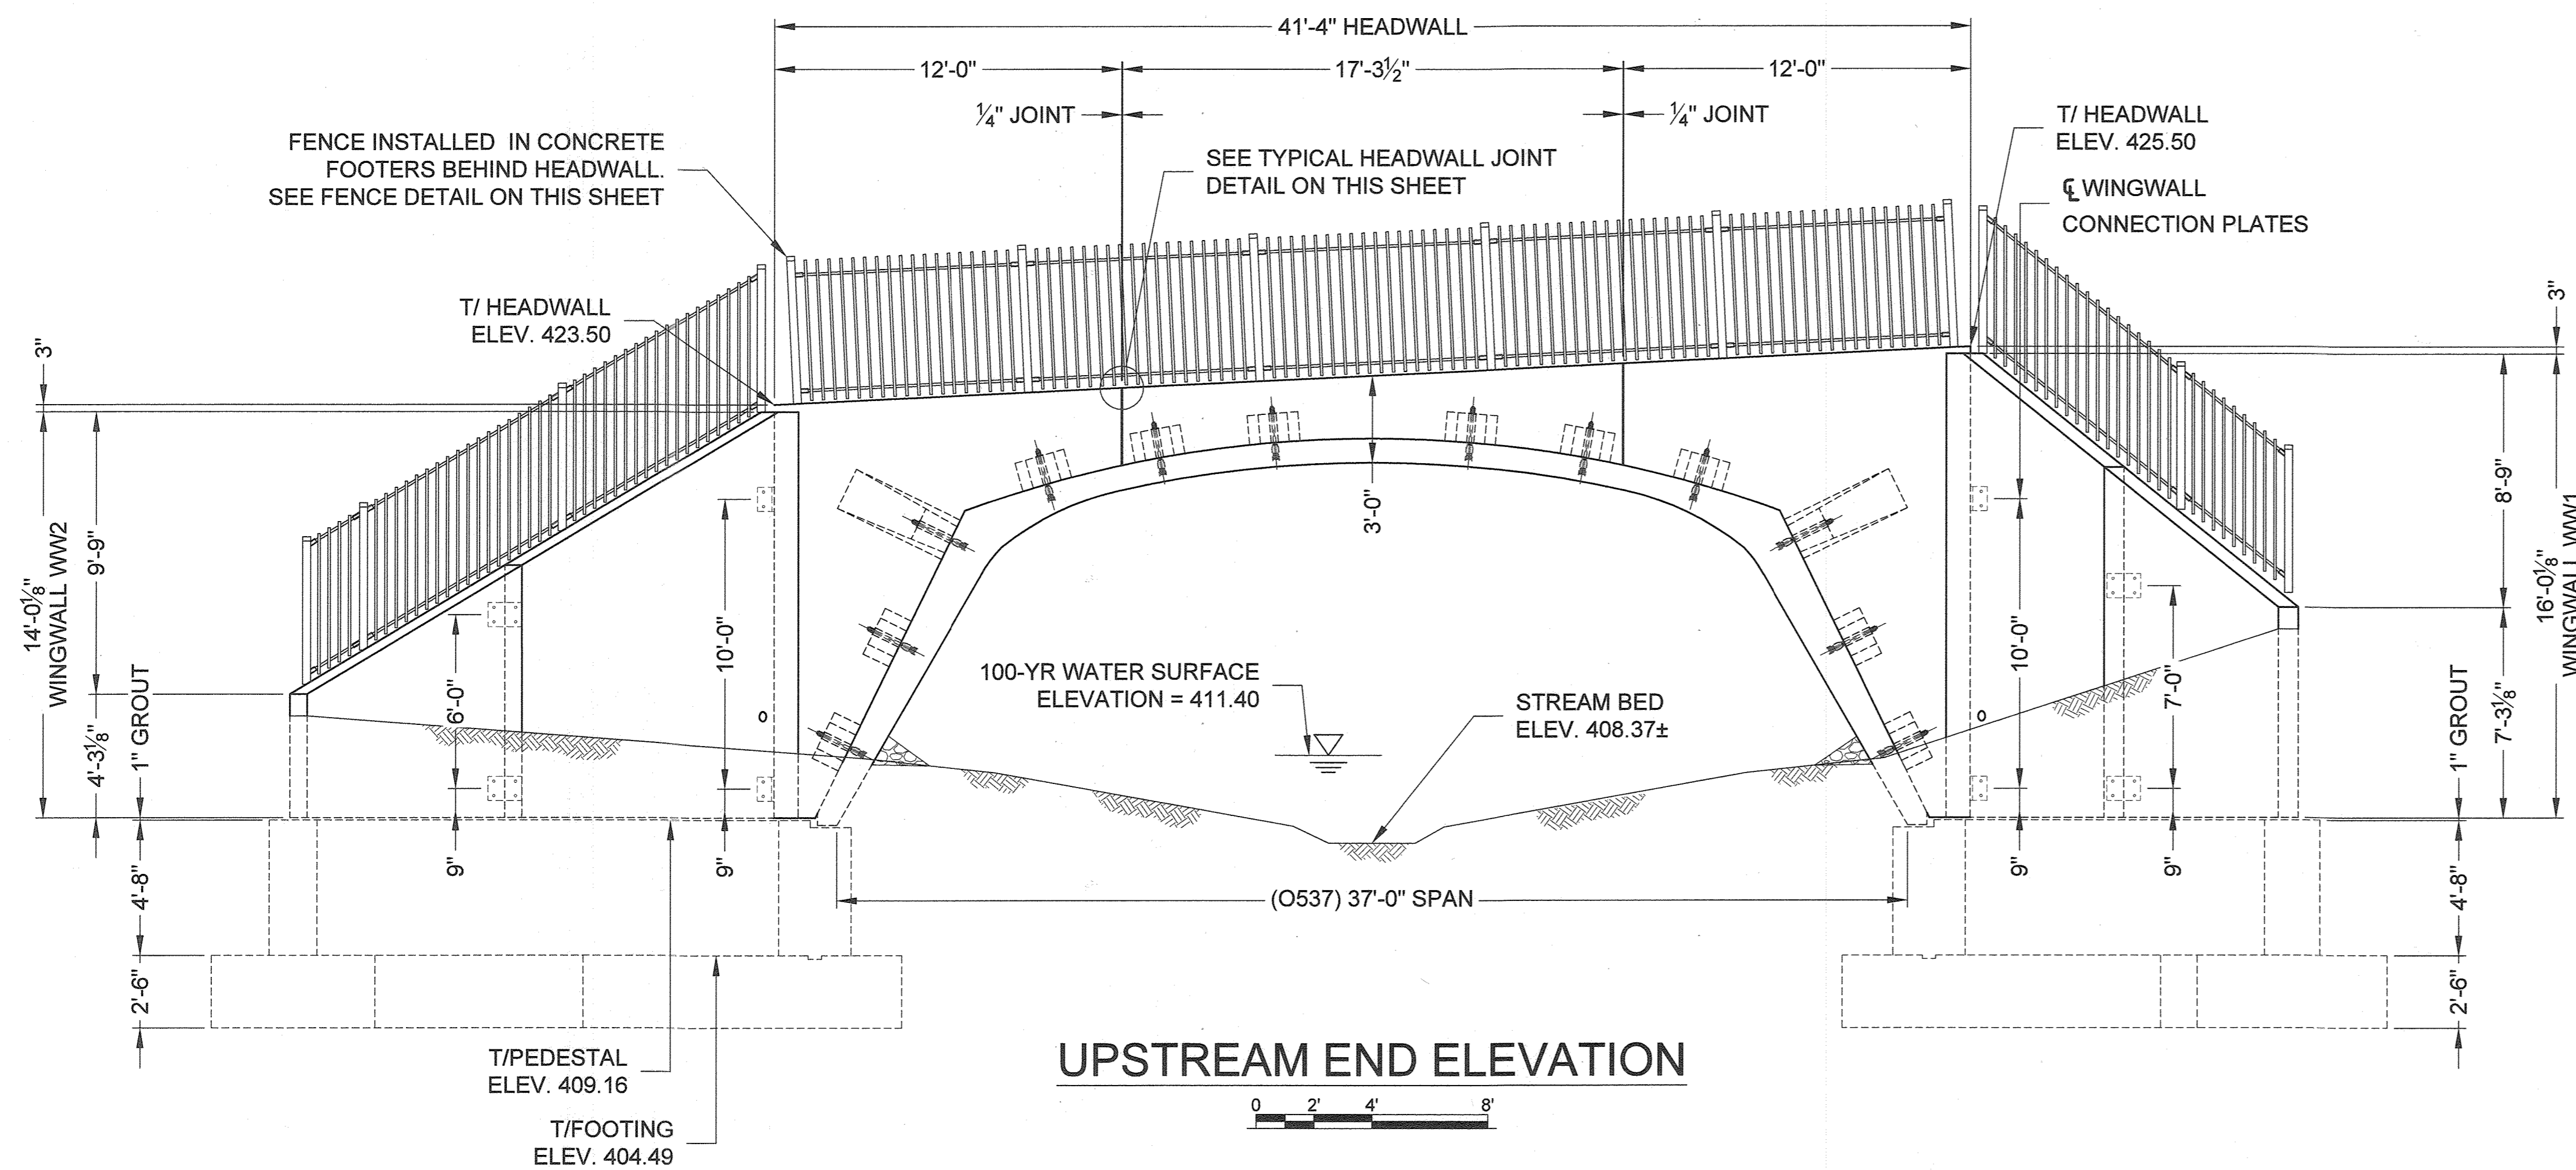 41'-4" HEADWALL
12'-0"
17'-3½"
12'-0"
¼" JOINT
¼" JOINT
T/ HEADWALL
ELEV. 425.50
FENCE INSTALLED IN CONCRETE
FOOTERS BEHIND HEADWALL.
SEE FENCE DETAIL ON THIS SHEET
SEE TYPICAL HEADWALL JOINT
DETAIL ON THIS SHEET
℄ WINGWALL
CONNECTION PLATES
T/ HEADWALL
ELEV. 423.50
3"
3"
14'-0⅛"
WINGWALL WW2
9'-9"
4'-3⅛"
1" GROUT
6'-0"
10'-0"
3'-0"
10'-0"
7'-0"
8'-9"
7'-3⅛"
1" GROUT
16'-0⅛"
WINGWALL WW1
100-YR WATER SURFACE
ELEVATION = 411.40
STREAM BED
ELEV. 408.37±
9"
9"
9"
9"
4'-8"
4'-8"
(O537) 37'-0" SPAN
2'-6"
2'-6"
T/PEDESTAL
ELEV. 409.16
T/FOOTING
ELEV. 404.49
UPSTREAM END ELEVATION
0 2' 4' 8'